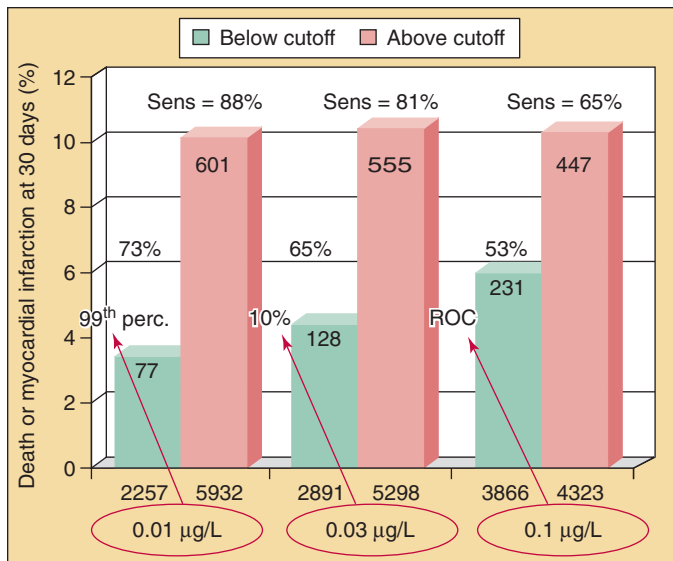 Below cutoff Above cutoff
Death or myocardial infarction at 30 days (%)
12
10
8
6
4
2
0
Sens = 88% Sens = 81% Sens = 65%
601 555 447
73% 65% 53%
231
99th perc. 10% ROC
128
77
2257 5932 2891 5298 3866 4323
0.01 μg/L 0.03 μg/L 0.1 μg/L